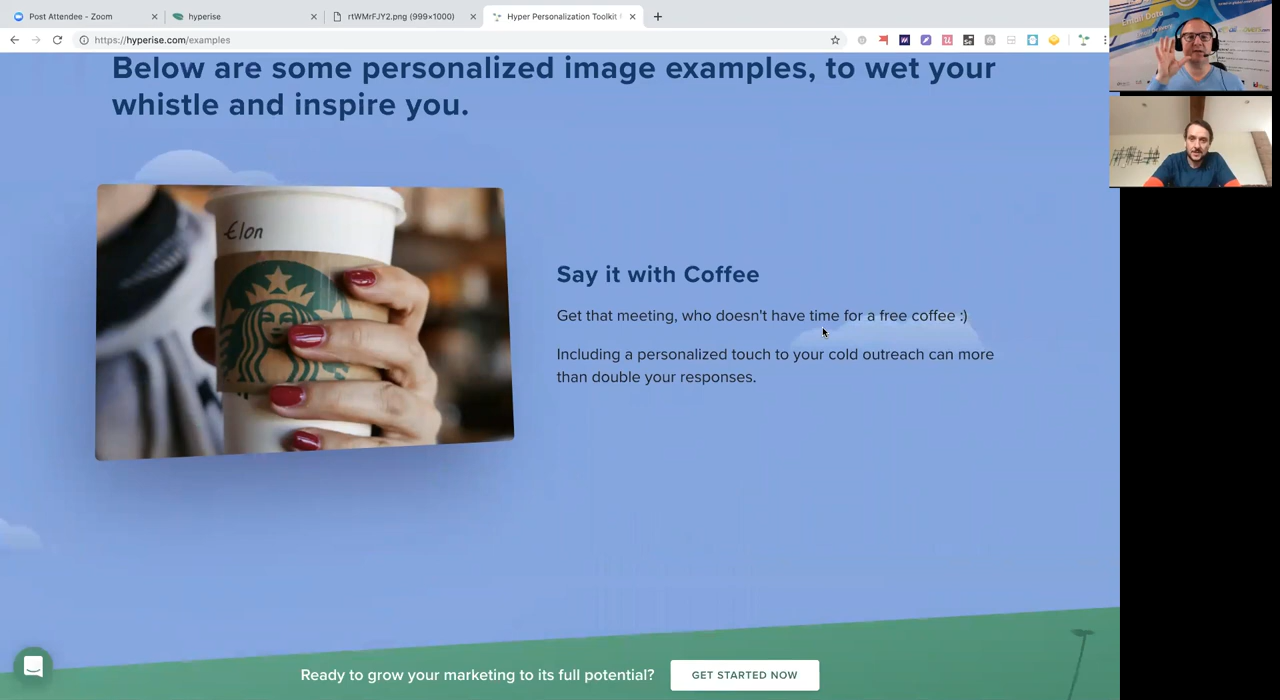 Post Attendee - Zoom
hyperise
rtWMrFJY2.png (999×1000)
Hyper Personalization Toolkit
https://hyperise.com/examples
Below are some personalized image examples, to wet your
whistle and inspire you.
Elon
Say it with Coffee
Get that meeting, who doesn't have time for a free coffee :)
Including a personalized touch to your cold outreach can more
than double your responses.
Ready to grow your marketing to its full potential?
GET STARTED NOW
Email Data